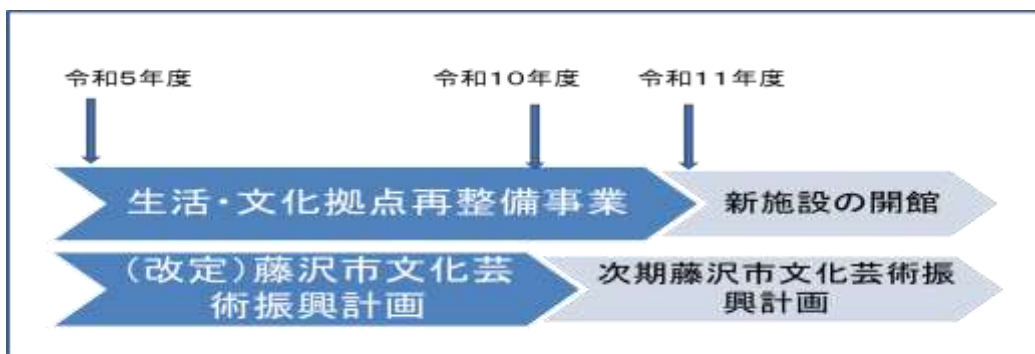 令和5年度
令和10年度
令和11年度
生活・文化拠点再整備事業
新施設の開館
(改定)藤沢市文化芸
術振興計画
次期藤沢市文化芸術振
興計画